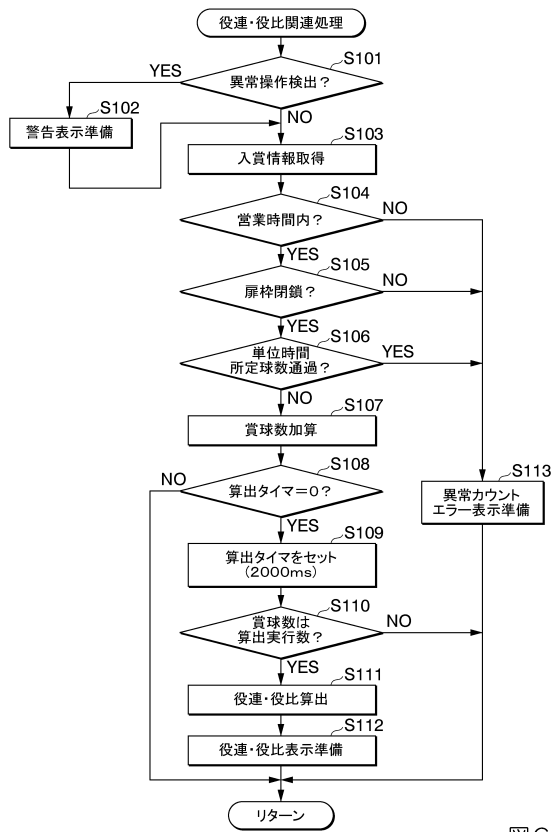 役連・役比関連処理
S101
異常操作検出？
YES
NO
S102
警告表示準備
S103
入賞情報取得
S104
営業時間内？
NO
YES
S105
扉枠閉鎖？
NO
YES
S106
単位時間
所定球数通過？
YES
NO
S107
賞球数加算
S108
算出タイマ＝０？
NO
YES
S113
異常カウント
エラー表示準備
S109
算出タイマをセット
（２０００ms）
S110
賞球数は
算出実行数？
NO
YES
S111
役連・役比算出
S112
役連・役比表示準備
リターン